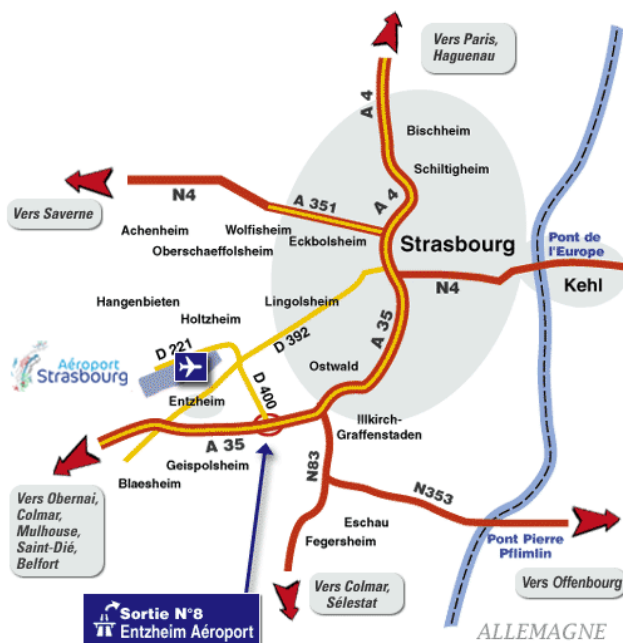 Vers Paris,
Haguenau
A 4
Bischheim
Schiltigheim
A 4
N4
A 351
Vers Saverne
Achenheim
Wolfisheim
Oberschaeffolsheim
Eckbolsheim
Strasbourg
Pont de
l'Europe
N4
Kehl
Hangenbieten
Lingolsheim
Holtzheim
D 221
D 392
A 35
Aéroport
Strasbourg
Ostwald
D 400
Entzheim
Illkirch-
Graffenstaden
A 35
Geispolsheim
Blaesheim
N83
N353
Vers Obernai,
Colmar,
Mulhouse,
Saint-Dié,
Belfort
Eschau
Fegersheim
Pont Pierre
Pflimlin
Vers Colmar,
Sélestat
Vers Offenbourg
Sortie N°8
Entzheim Aéroport
ALLEMAGNE